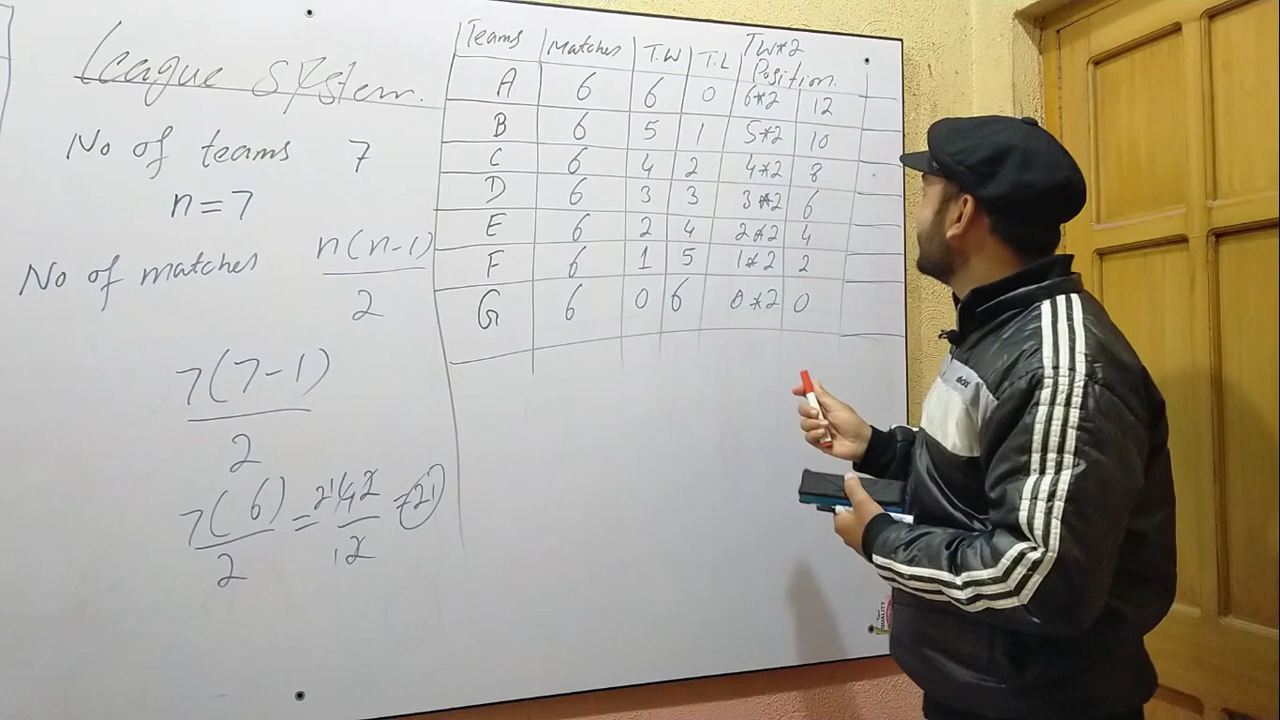 League System.
No of teams 7
n=7
No of matches n(n-1)
2
7(7-1)
2
7(6) = 21 42 = 21
2 1 2
Teams Matches T.W T.L TW*2
Position.
A 6 6 0 6*2 12
B 6 5 1 5*2 10
C 6 4 2 4*2 8
D 6 3 3 3*2 6
E 6 2 4 2*2 4
F 6 1 5 1*2 2
G 6 0 6 0*2 0
QUALITY